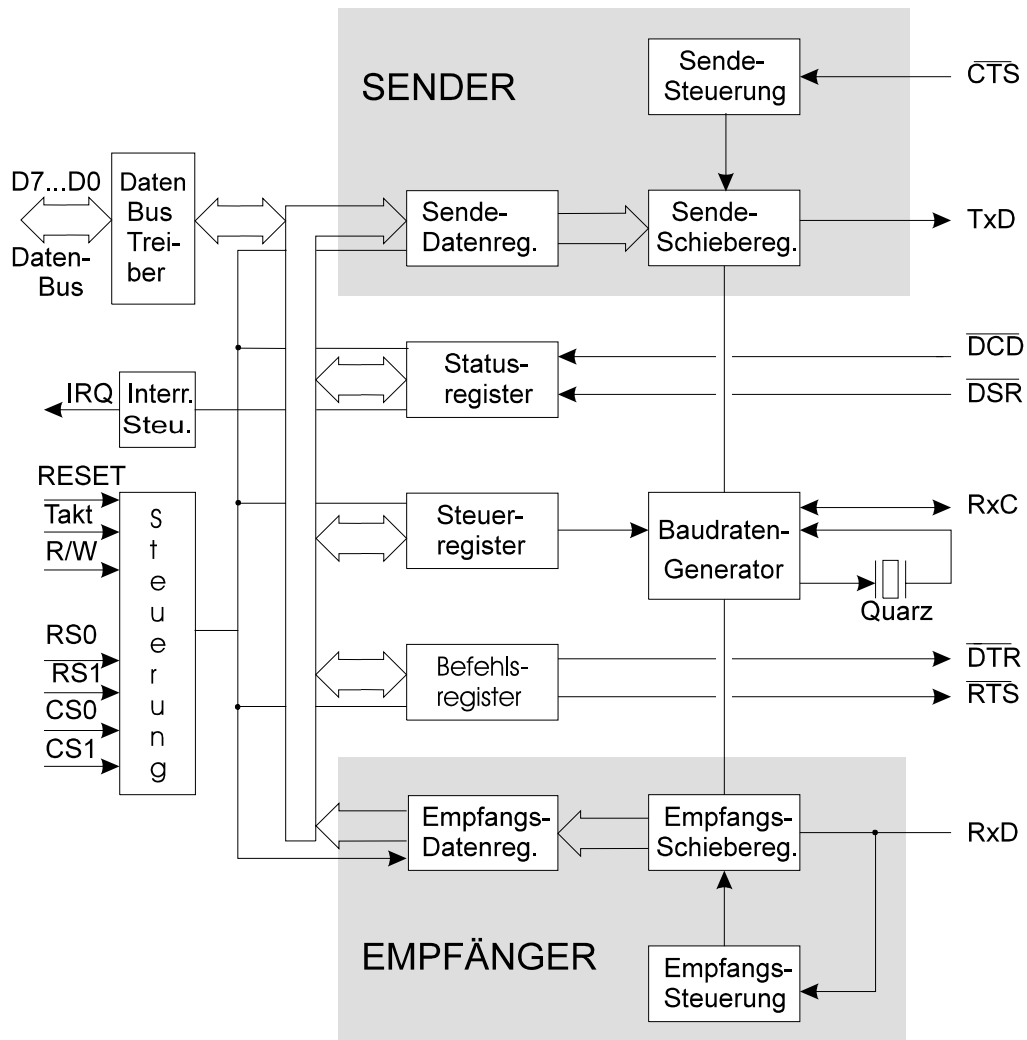 SENDER
Sende-
Steuerung
CTS
D7...D0
Daten-
Bus
Daten
Bus
Trei-
ber
Sende-
Datenreg.
Sende-
Schiebereg.
TxD
Status-
register
DCD
DSR
IRQ
Interr.
Steu.
RESET
Takt
R/W
RS0
RS1
CS0
CS1
Steuerung
Steuer-
register
Baudraten-
Generator
RxC
Quarz
Befehls-
register
DTR
RTS
Empfangs-
Datenreg.
Empfangs-
Schiebereg.
RxD
EMPFÄNGER
Empfangs-
Steuerung